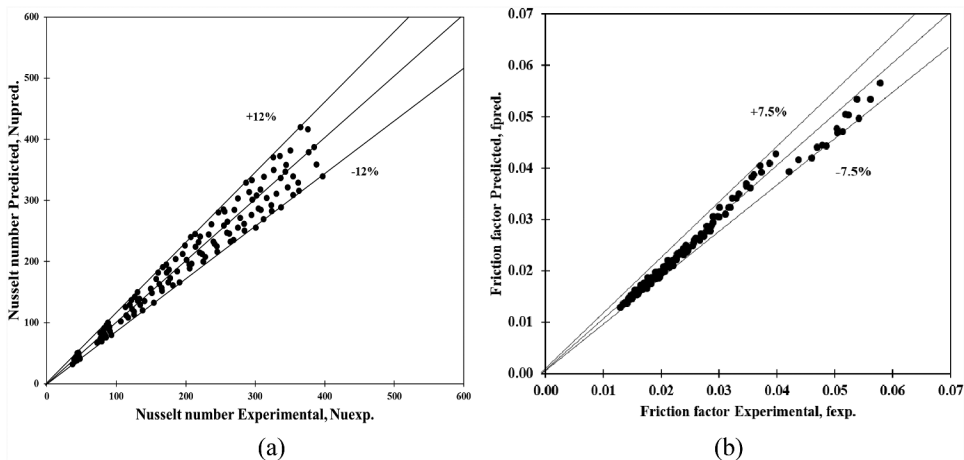 600
500
400
300
200
100
0
Nusselt number Predicted, Nupred.
+12%
-12%
0 100 200 300 400 500 600
Nusselt number Experimental, Nuexp.
(a)
(b)
0.07
0.06
0.05
0.04
0.03
0.02
0.01
0.00
Friction factor Predicted, fpred.
+7.5%
-7.5%
0.00 0.01 0.02 0.03 0.04 0.05 0.06 0.07
Friction factor Experimental, fexp.